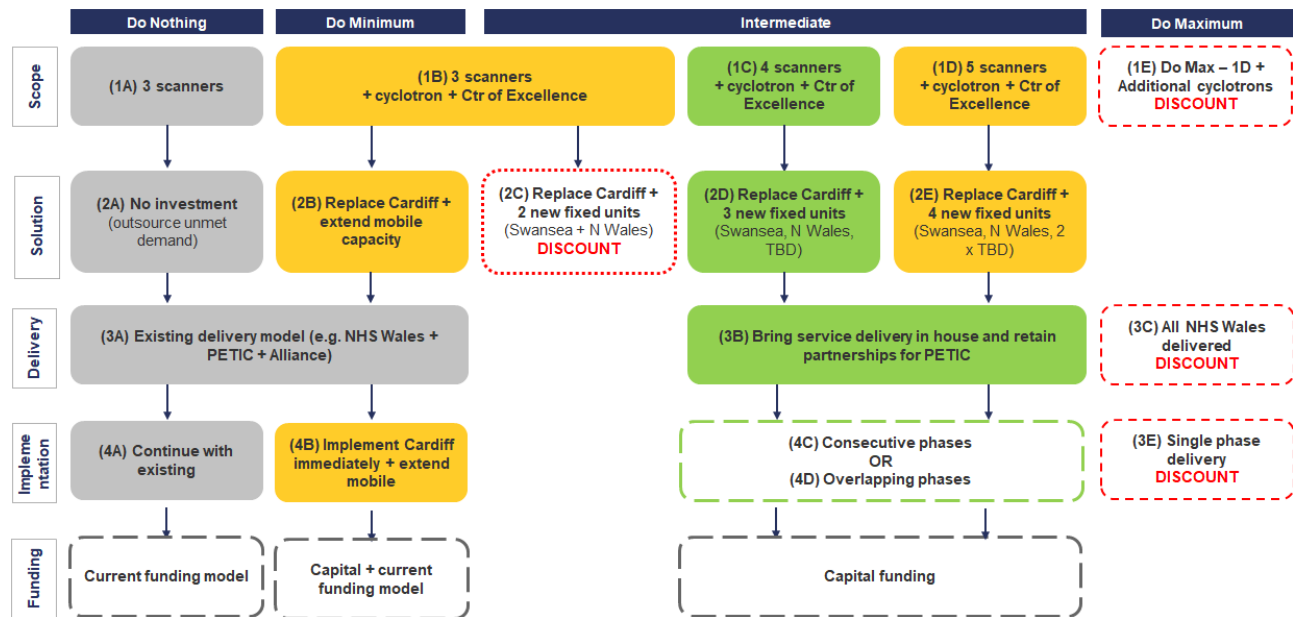 Do Nothing
Do Minimum
Intermediate
Do Maximum
Scope
(1A) 3 scanners
(1B) 3 scanners
+ cyclotron + Ctr of Excellence
(1C) 4 scanners
+ cyclotron + Ctr of
Excellence
(1D) 5 scanners
+ cyclotron + Ctr of
Excellence
(1E) Do Max – 1D +
Additional cyclotrons
DISCOUNT
Solution
(2A) No investment
(outsource unmet
demand)
(2B) Replace Cardiff +
extend mobile
capacity
(2C) Replace Cardiff +
2 new fixed units
(Swansea + N Wales)
DISCOUNT
(2D) Replace Cardiff +
3 new fixed units
(Swansea, N Wales,
TBD)
(2E) Replace Cardiff +
4 new fixed units
(Swansea, N Wales, 2
x TBD)
Delivery
(3A) Existing delivery model (e.g. NHS Wales +
PETIC + Alliance)
(3B) Bring service delivery in house and retain
partnerships for PETIC
(3C) All NHS Wales
delivered
DISCOUNT
Impleme
ntation
(4A) Continue with
existing
(4B) Implement Cardiff
immediately + extend
mobile
(4C) Consecutive phases
OR
(4D) Overlapping phases
(3E) Single phase
delivery
DISCOUNT
Funding
Current funding model
Capital + current
funding model
Capital funding